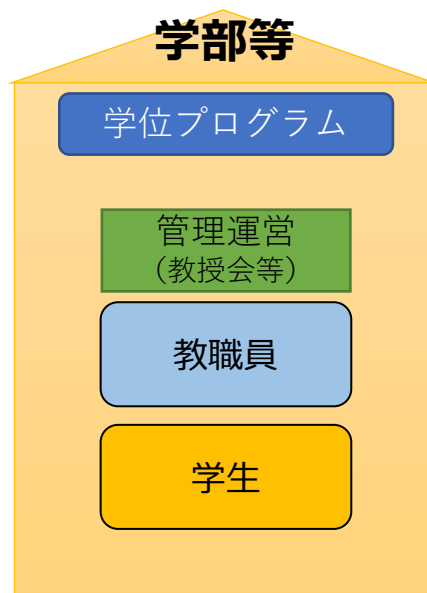 学部等
学位プログラム
管理運営
（教授会等）
教職員
学生